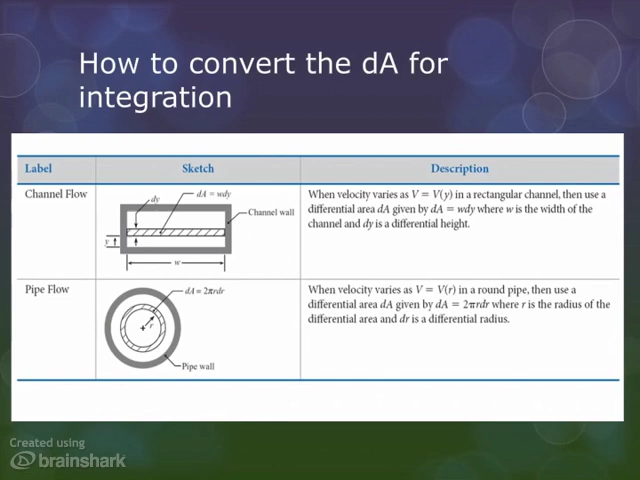 How to convert the dA for
integration
Label Sketch Description
Channel Flow
dy
dA = wdy
Channel wall
y
w
When velocity varies as V = V(y) in a rectangular channel, then use a
differential area dA given by dA = wdy where w is the width of the
channel and dy is a differential height.
Pipe Flow
dA = 2πrdr
r
Pipe wall
When velocity varies as V = V(r) in a round pipe, then use a
differential area dA given by dA = 2πrdr where r is the radius of the
differential area and dr is a differential radius.
Created using
brainshark